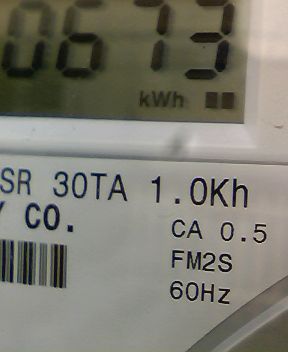 0673
kWh
SR 30TA 1.0Kh
Y CO.
CA 0.5
FM2S
60Hz